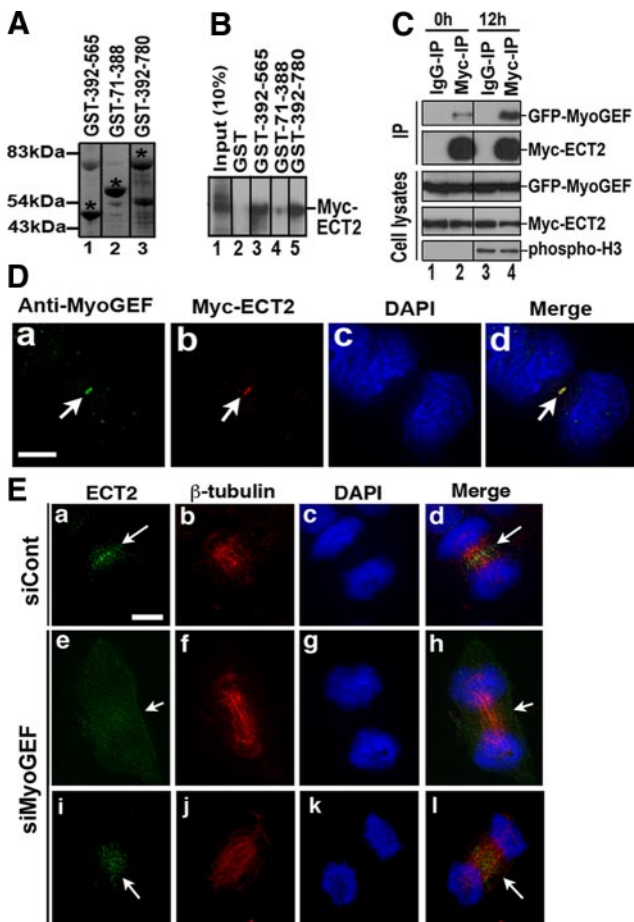 A
GST-392-565
GST-71-388
GST-392-780
83kDa
54kDa
43kDa
*
*
*
1 2 3
B
Input (10%)
GST
GST-392-565
GST-71-388
GST-392-780
Myc-
ECT2
1 2 3 4 5
C
0h 12h
IgG-IP
Myc-IP
IgG-IP
Myc-IP
IP
GFP-MyoGEF
Myc-ECT2
Cell lysates
GFP-MyoGEF
Myc-ECT2
phospho-H3
1 2 3 4
D
Anti-MyoGEF Myc-ECT2 DAPI Merge
a b c d
E
ECT2 β-tubulin DAPI Merge
siCont
a b c d
siMyoGEF
e f g h
i j k l